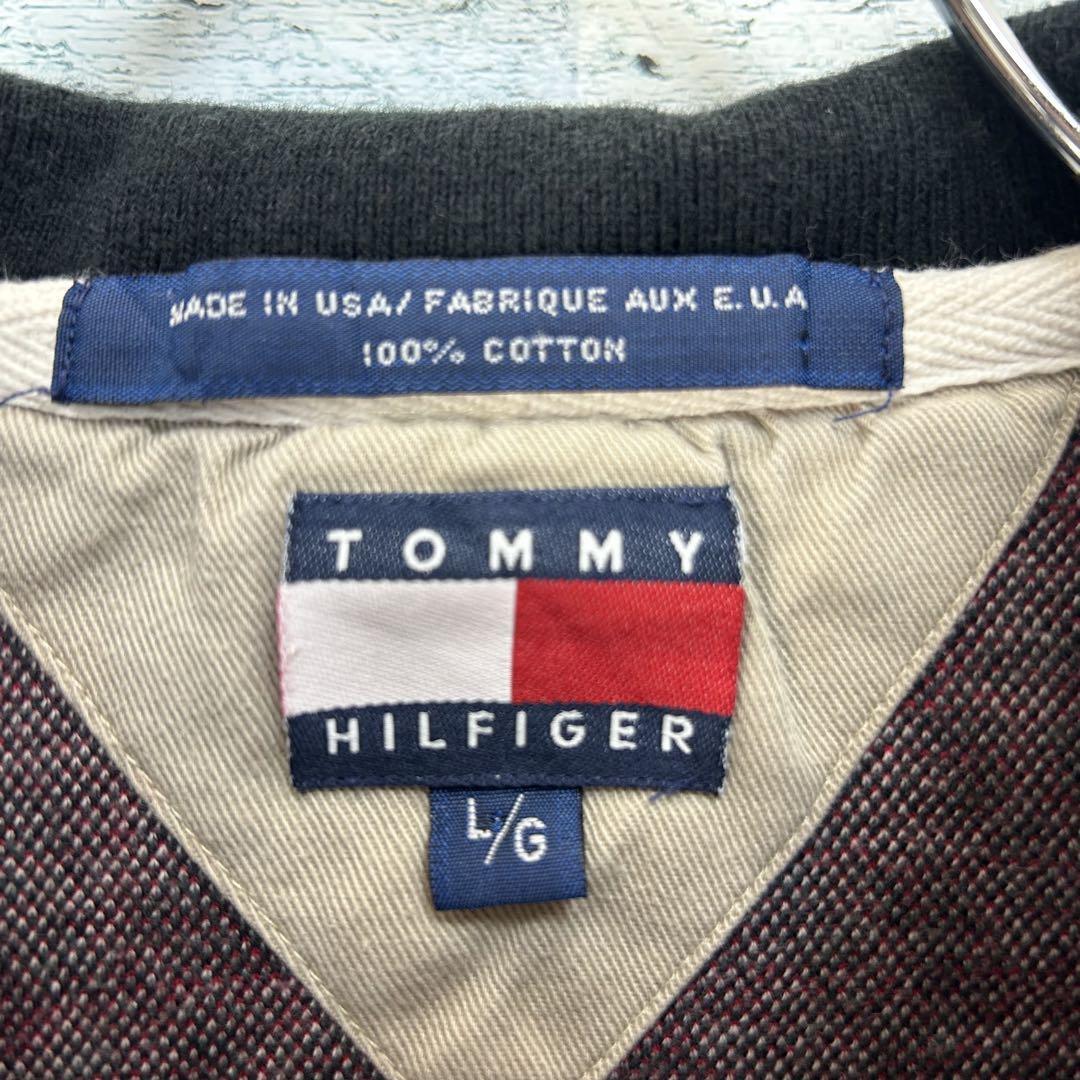 MADE IN USA/ FABRIQUE AUX E.U.A
100% COTTON
TOMMY
HILFIGER
L/G